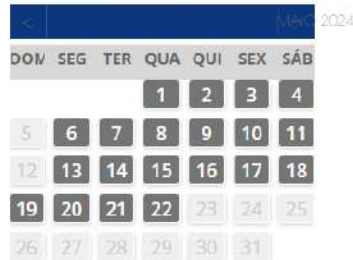 < MAIO 2024
DOM SEG TER QUA QUI SEX SÁB
1 2 3 4
5 6 7 8 9 10 11
12 13 14 15 16 17 18
19 20 21 22 23 24 25
26 27 28 29 30 31